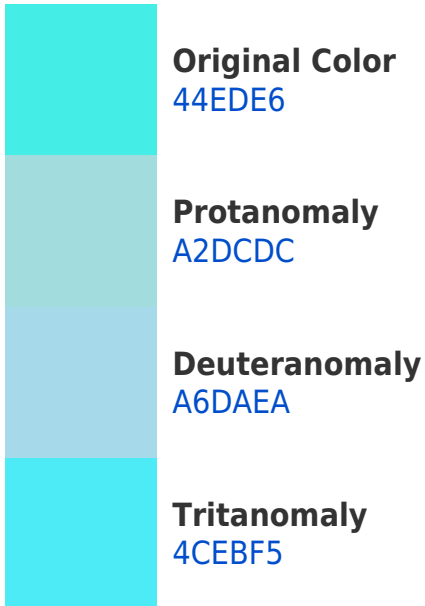 Original Color
44EDE6
Protanomaly
A2DCDC
Deuteranomaly
A6DAEA
Tritanomaly
4CEBF5